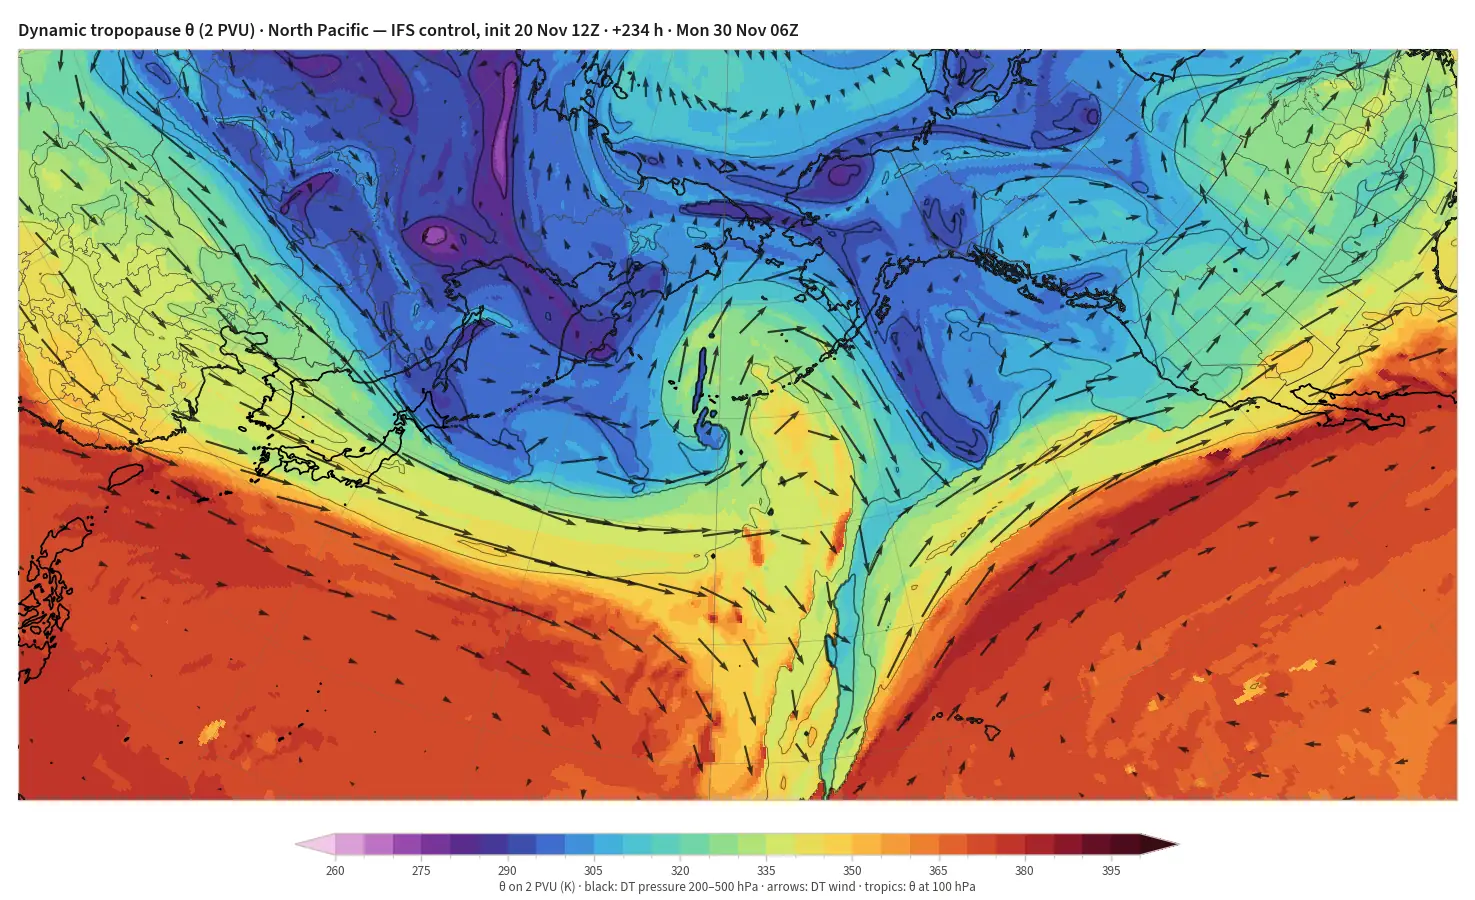 Dynamic tropopause θ (2 PVU) · North Pacific — IFS control, init 20 Nov 12Z · +234 h · Mon 30 Nov 06Z
260 275 290 305 320 335 350 365 380 395
θ on 2 PVU (K) · black: DT pressure 200–500 hPa · arrows: DT wind · tropics: θ at 100 hPa